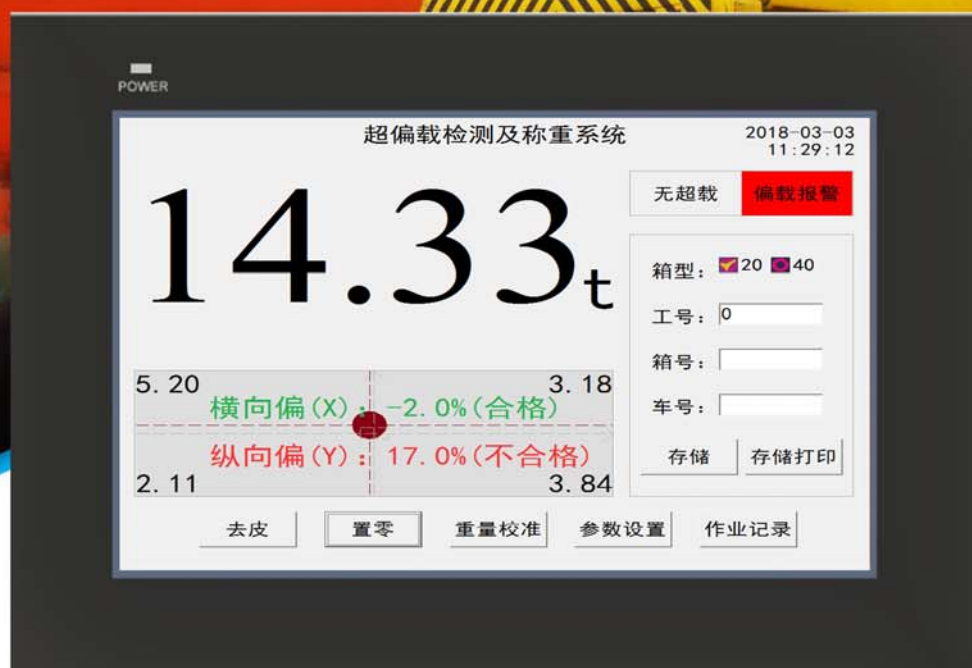 POWER
超偏载检测及称重系统
2018-03-03
11:29:12
14.33t
无超载
偏载报警
箱型: 20 40
工号: 0
箱号:
车号:
存储
存储打印
5.20
3.18
横向偏(X): -2.0%(合格)
纵向偏(Y): 17.0%(不合格)
2.11
3.84
去皮
置零
重量校准
参数设置
作业记录